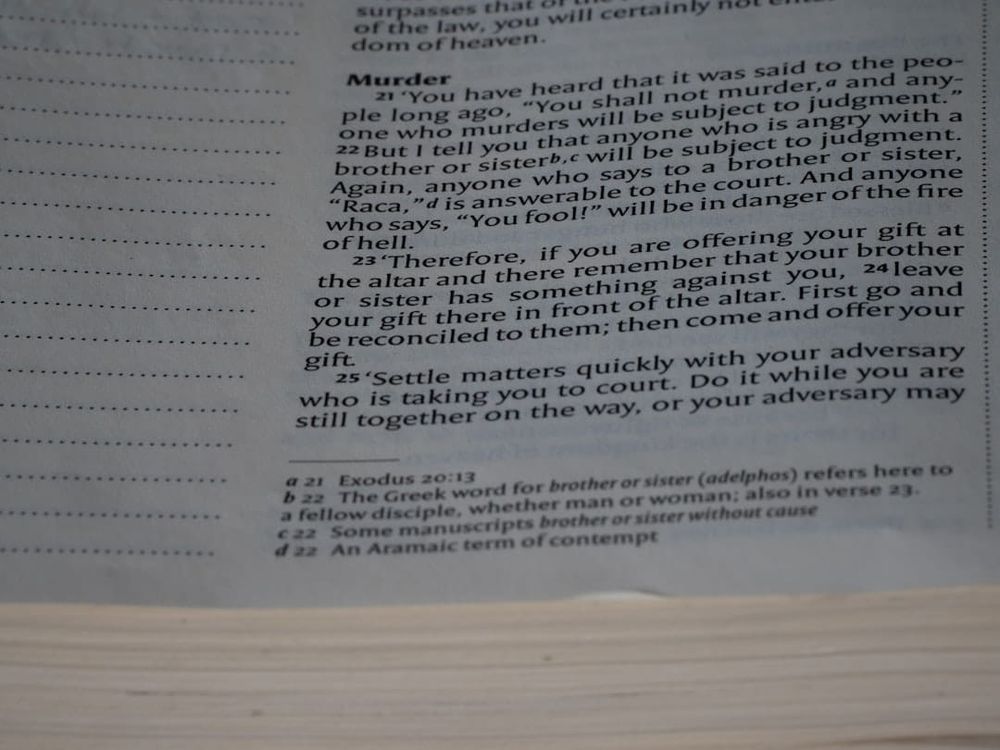 surpasses that of the
of the law, you will certainly not
dom of heaven.
Murder
21 ‘You have heard that it was said to the peo-
ple long ago, “You shall not murder,a and any-
one who murders will be subject to judgment.”
22 But I tell you that anyone who is angry with a
brother or sisterb,c will be subject to judgment.
Again, anyone who says to a brother or sister,
“Raca,”d is answerable to the court. And anyone
who says, “You fool!” will be in danger of the fire
of hell.
23 ‘Therefore, if you are offering your gift at
the altar and there remember that your brother
or sister has something against you, 24 leave
your gift there in front of the altar. First go and
be reconciled to them; then come and offer your
gift.
25 ‘Settle matters quickly with your adversary
who is taking you to court. Do it while you are
still together on the way, or your adversary may
a 21 Exodus 20:13
b 22 The Greek word for brother or sister (adelphos) refers here to
a fellow disciple, whether man or woman; also in verse 23.
c 22 Some manuscripts brother or sister without cause
d 22 An Aramaic term of contempt